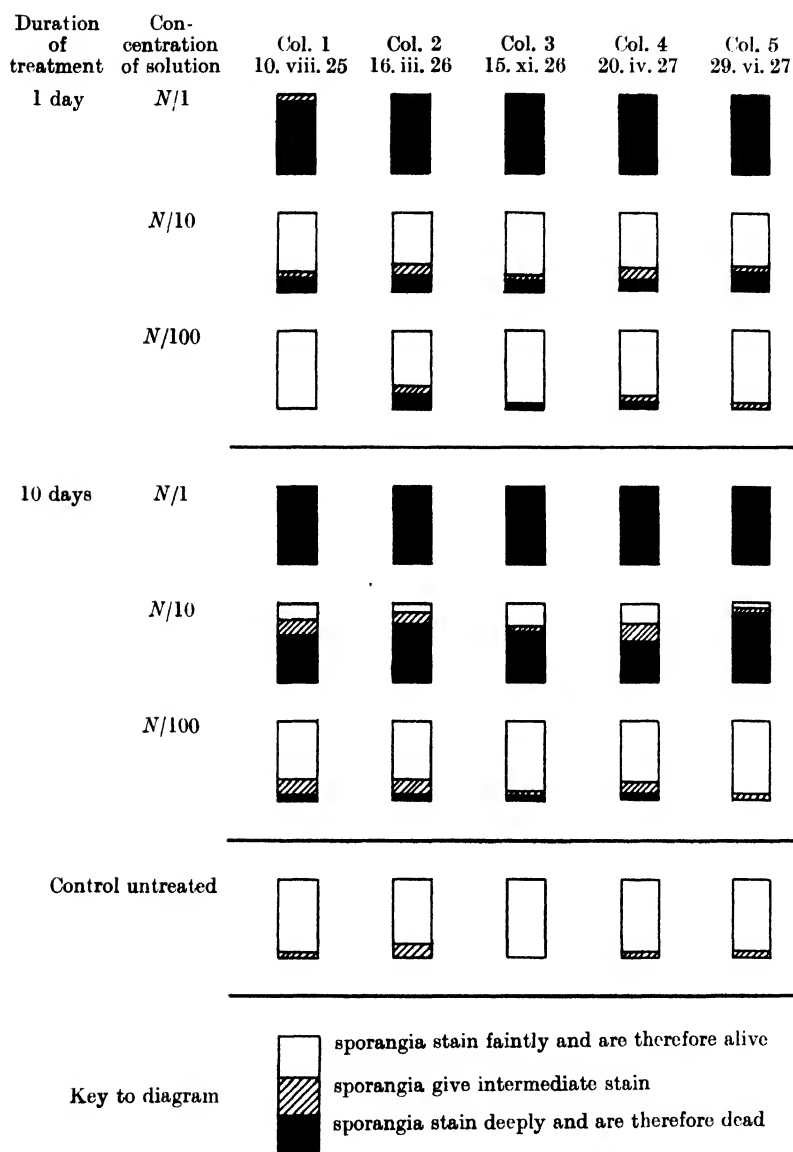 Duration of treatment
Con-centration of solution
Col. 1 10. viii. 25
Col. 2 16. iii. 26
Col. 3 15. xi. 26
Col. 4 20. iv. 27
Col. 5 29. vi. 27
1 day
N/1
N/10
N/100
10 days
N/1
N/10
N/100
Control untreated
Key to diagram
sporangia stain faintly and are therefore alive
sporangia give intermediate stain
sporangia stain deeply and are therefore dead